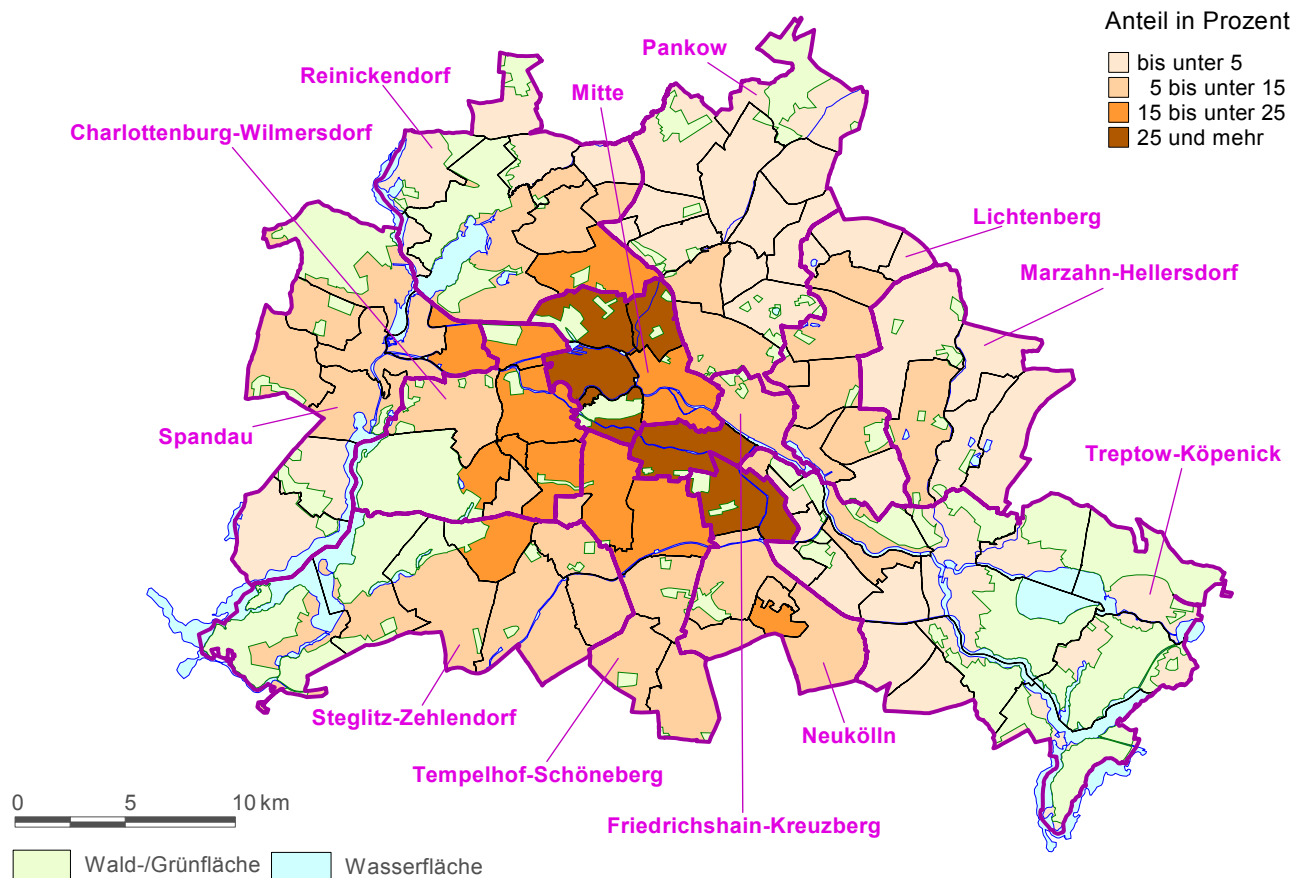 Anteil in Prozent
bis unter 5
5 bis unter 15
15 bis unter 25
25 und mehr
Pankow
Reinickendorf
Mitte
Charlottenburg-Wilmersdorf
Lichtenberg
Marzahn-Hellersdorf
Spandau
Treptow-Köpenick
Steglitz-Zehlendorf
Neukölln
Tempelhof-Schöneberg
Friedrichshain-Kreuzberg
0 5 10 km
Wald-/Grünfläche Wasserfläche